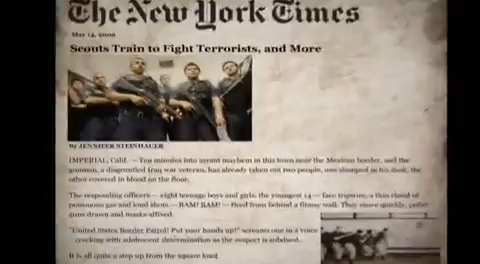 The New York Times
May 14, 2009
Scouts Train to Fight Terrorists, and More
By JENNIFER STEINHAUER
IMPERIAL, Calif. — Ten minutes into arrant mayhem in this town near the Mexican border, and the
gunman, a disgruntled Iraq war veteran, has already taken out two people, one slumped in his desk, the
other covered in blood on the floor.
The responding officers — eight teenage boys and girls, the youngest 14 — face tripwire, a thin cloud of
poisonous gas and loud shots — BAM! BAM! — fired from behind a flimsy wall. They move quickly, pellet
guns drawn and masks affixed.
"United States Border Patrol! Put your hands up!" screams one in a voice
cracking with adolescent determination as the suspect is subdued.
It is all quite a step up from the square knot.